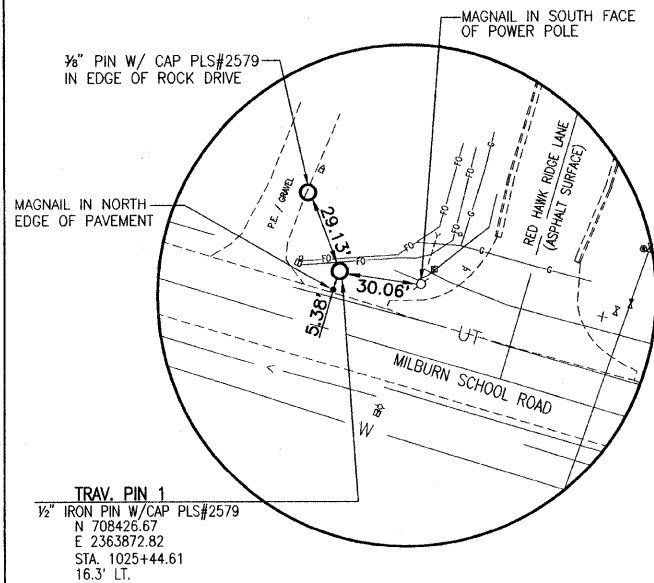 MAGNAIL IN SOUTH FACE
OF POWER POLE
⅜" PIN W/ CAP PLS#2579
IN EDGE OF ROCK DRIVE
MAGNAIL IN NORTH
EDGE OF PAVEMENT
P.E. / GRAVEL
RED HAWK RIDGE LANE
(ASPHALT SURFACE)
FO
FO
FO
FO
FO
FO
G
G
G
G
G
29.13'
30.06'
5.38'
UT
MILBURN SCHOOL ROAD
W
TRAV. PIN 1
½" IRON PIN W/CAP PLS#2579
N 708426.67
E 2363872.82
STA. 1025+44.61
16.3' LT.